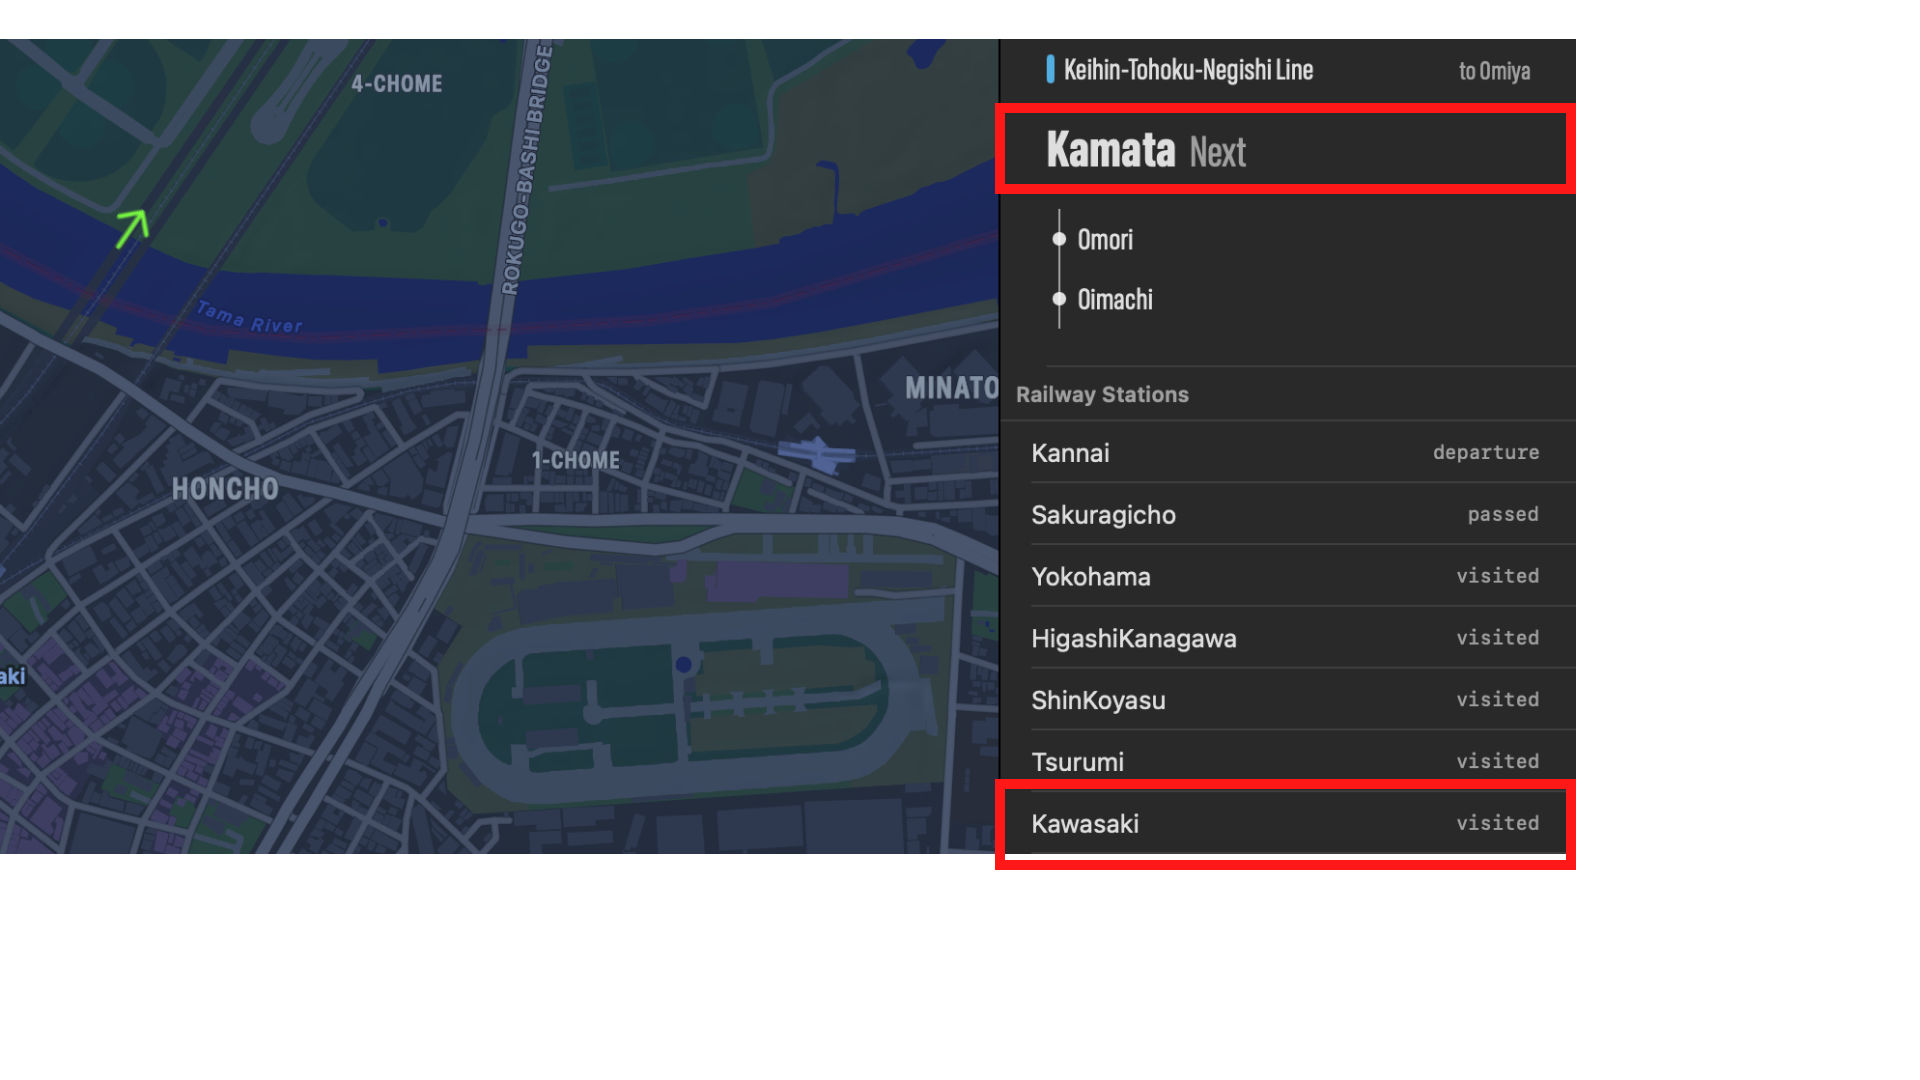 4-CHOME
ROKUGO-BASHI BRIDGE
Tama River
MINATO
1-CHOME
HONCHO
aki
Keihin-Tohoku-Negishi Line to Omiya
Kamata Next
Omori
Oimachi
Railway Stations
Kannai departure
Sakuragicho passed
Yokohama visited
HigashiKanagawa visited
ShinKoyasu visited
Tsurumi visited
Kawasaki visited